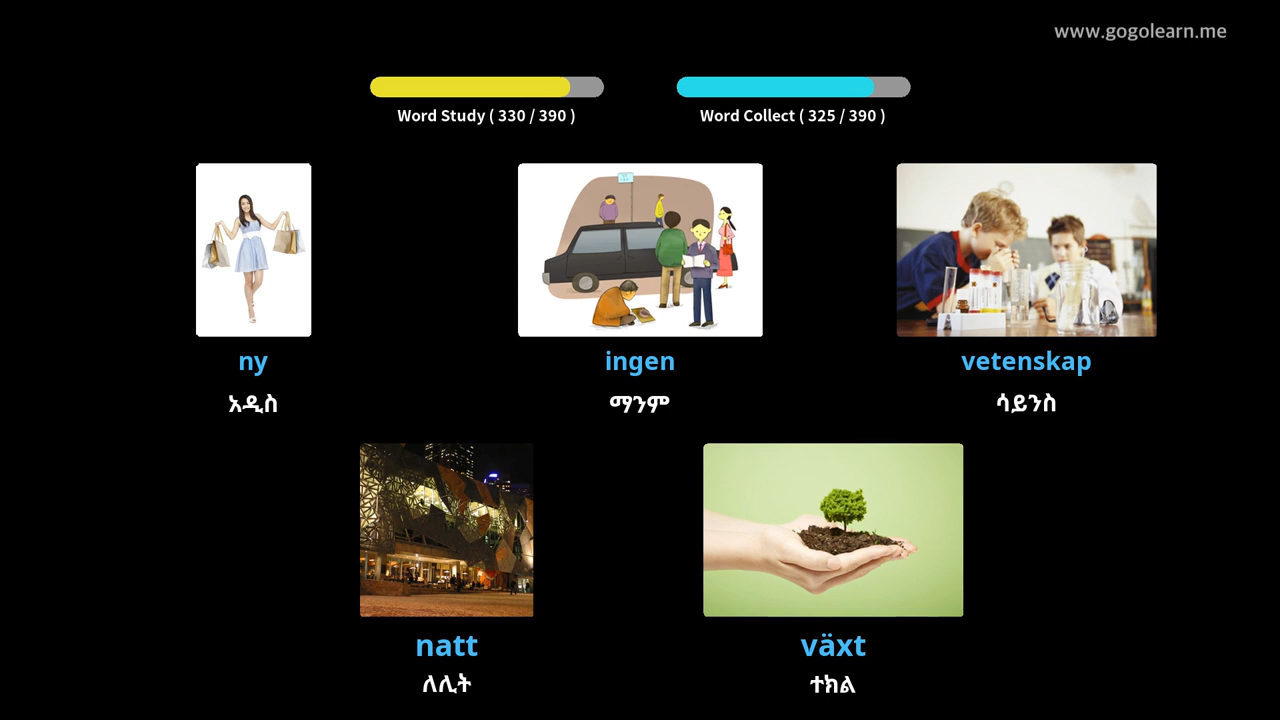 www.gogolearn.me
Word Study ( 330 / 390 )
Word Collect ( 325 / 390 )
ny
አዲስ
ingen
ማንም
vetenskap
ሳይንስ
natt
ለሊት
växt
ተክል